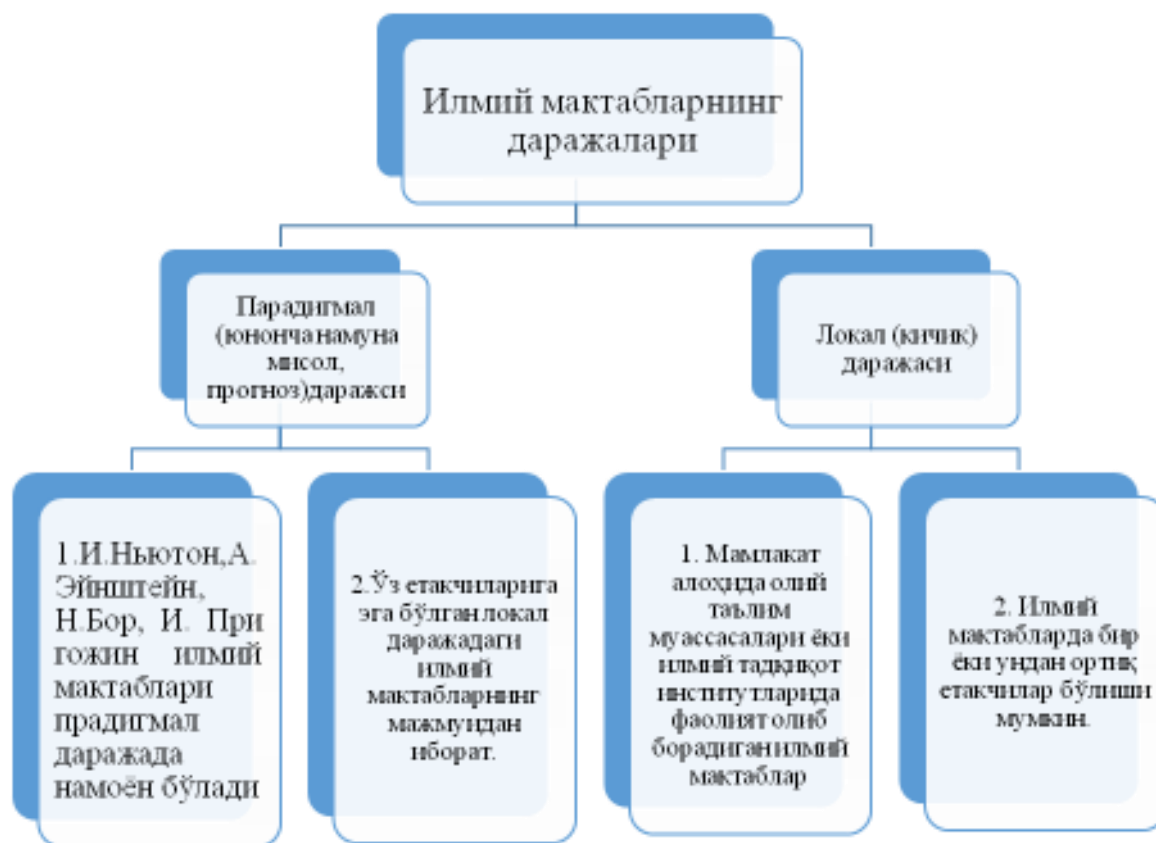 Илмий мактабларнинг
даражалари
Парадигмал
(юнонча намуна
мисол,
прогноз)даражси
Локал (кичик)
даражаси
1.И.Ньютон,А.
Эйнштейн,
Н.Бор, И. При
гожин илмий
мактаблари
прадигмал
даражада
намоён бўлади
2.Ўз етакчиларига
эга бўлган локал
даражадаги
илмий
мактабларнинг
мажмундан
иборат.
1. Мамлакат
алоҳида олий
таълим
муассасалари ёки
илмий тадқиқот
институтларида
фаолият олиб
борадиган илмий
мактаблар
2. Илмий
мактабларда бир
ёки ундан ортиқ
етакчилар бўлиши
мумкин.